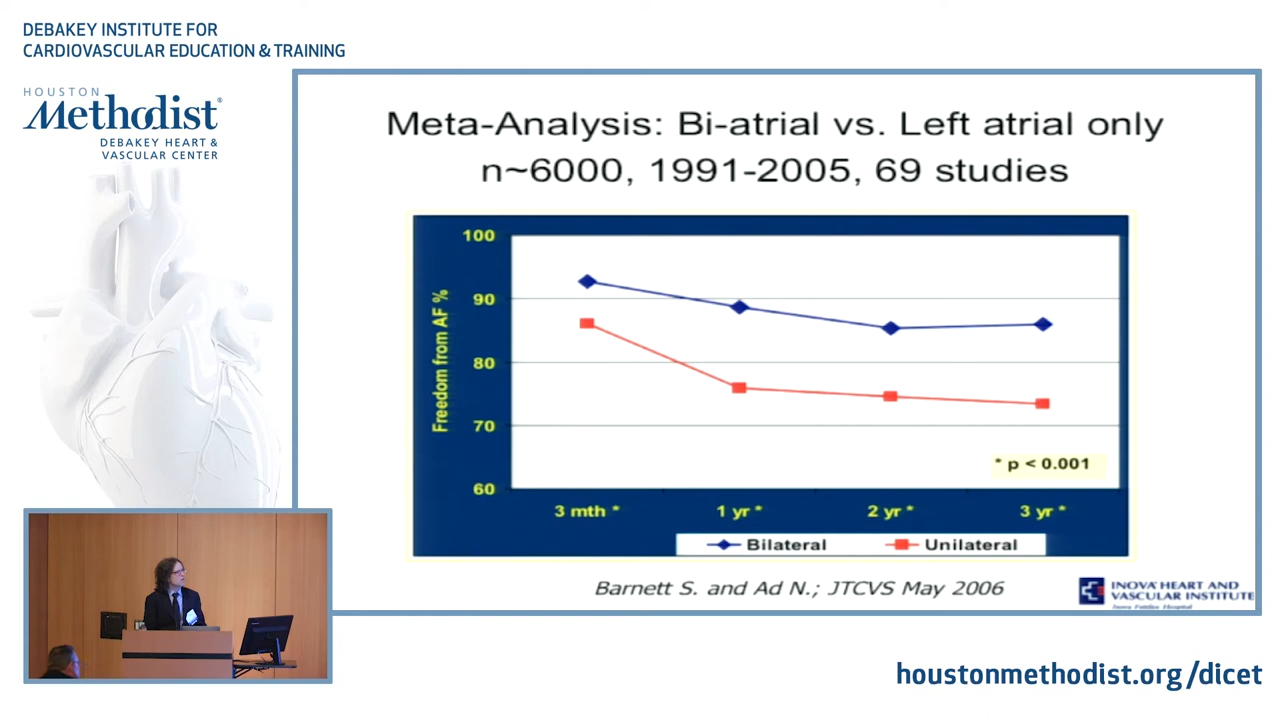 DEBAKEY INSTITUTE FOR
CARDIOVASCULAR EDUCATION & TRAINING
HOUSTON
Methodist®
DEBAKEY HEART &
VASCULAR CENTER
Meta-Analysis: Bi-atrial vs. Left atrial only
n~6000, 1991-2005, 69 studies
Freedom from AF %
100
90
80
70
60
* p < 0.001
3 mth * 1 yr * 2 yr * 3 yr *
Bilateral Unilateral
Barnett S. and Ad N.; JTCVS May 2006
INOVA HEART AND
VASCULAR INSTITUTE
Inova Fairfax Hospital
houstonmethodist.org/dicet